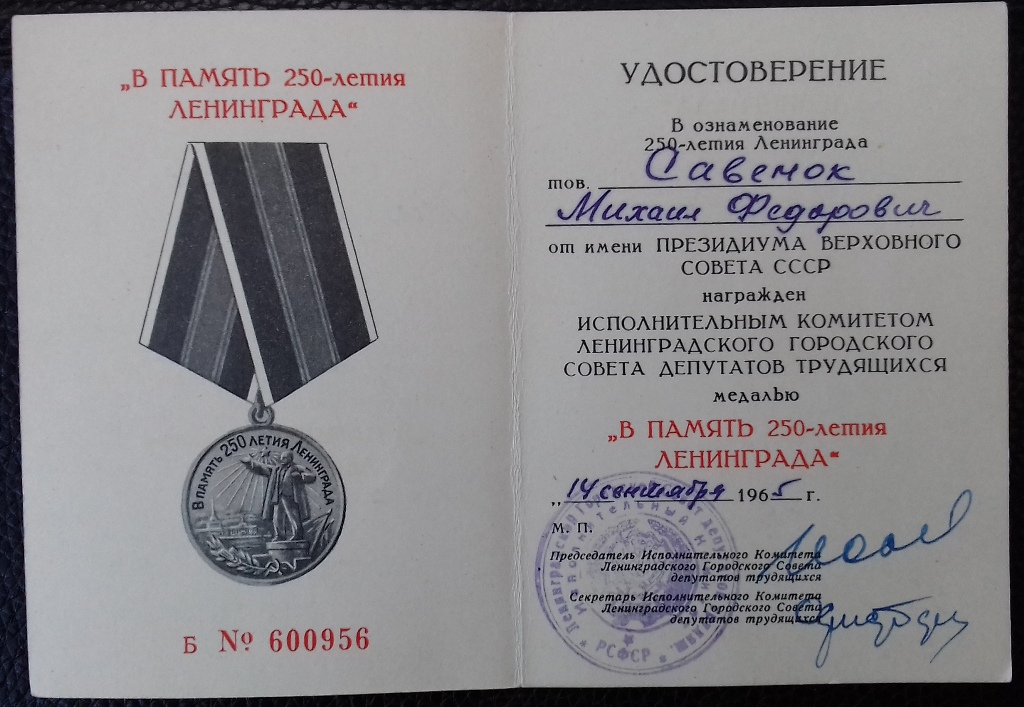 „В ПАМЯТЬ 250-летия
ЛЕНИНГРАДА“
В ПАМЯТЬ 250 ЛЕТИЯ ЛЕНИНГРАДА
Б № 600956
УДОСТОВЕРЕНИЕ
В ознаменование
250-летия Ленинграда
тов. Савенок
Михаил Федорович
от имени ПРЕЗИДИУМА ВЕРХОВНОГО
СОВЕТА СССР
награжден
ИСПОЛНИТЕЛЬНЫМ КОМИТЕТОМ
ЛЕНИНГРАДСКОГО ГОРОДСКОГО
СОВЕТА ДЕПУТАТОВ ТРУДЯЩИХСЯ
медалью
„В ПАМЯТЬ 250-летия
ЛЕНИНГРАДА“
„14 сентября 1965 г.
М. П.
Председатель Исполнительного Комитета
Ленинградского Городского Совета
депутатов трудящихся
Секретарь Исполнительного Комитета
Ленинградского Городского Совета
депутатов трудящихся
РСФСР